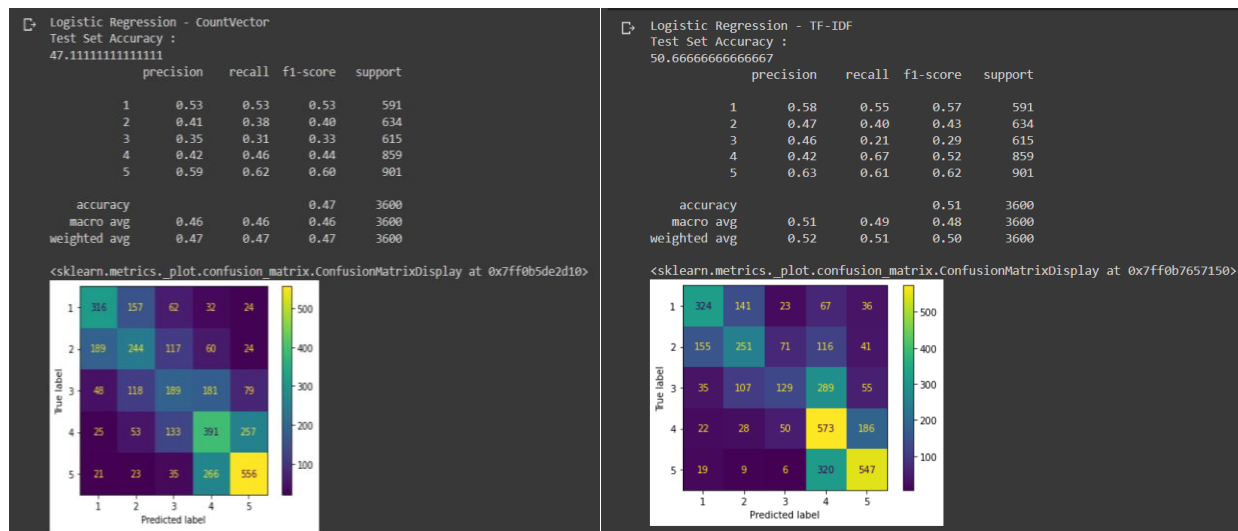 Logistic Regression - CountVector
Test Set Accuracy :
47.11111111111111
precision recall f1-score support
1 0.53 0.53 0.53 591
2 0.41 0.38 0.40 634
3 0.35 0.31 0.33 615
4 0.42 0.46 0.44 859
5 0.59 0.62 0.60 901
accuracy 0.47 3600
macro avg 0.46 0.46 0.46 3600
weighted avg 0.47 0.47 0.47 3600
<sklearn.metrics._plot.confusion_matrix.ConfusionMatrixDisplay at 0x7ff0b5de2d10>
1 316 157 62 32 24
2 189 244 117 60 24
3 48 118 189 181 79
4 25 53 133 391 257
5 21 23 35 266 556
1 2 3 4 5
Predicted label
True label
500
400
300
200
100
Logistic Regression - TF-IDF
Test Set Accuracy :
50.66666666666667
precision recall f1-score support
1 0.58 0.55 0.57 591
2 0.47 0.40 0.43 634
3 0.46 0.21 0.29 615
4 0.42 0.67 0.52 859
5 0.63 0.61 0.62 901
accuracy 0.51 3600
macro avg 0.51 0.49 0.48 3600
weighted avg 0.52 0.51 0.50 3600
<sklearn.metrics._plot.confusion_matrix.ConfusionMatrixDisplay at 0x7ff0b7657150>
1 324 141 23 67 36
2 155 251 71 116 41
3 35 107 129 289 55
4 22 28 50 573 186
5 19 9 6 320 547
1 2 3 4 5
Predicted label
True label
500
400
300
200
100